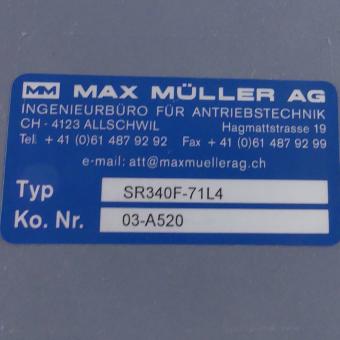 MM MAX MÜLLER AG
INGENIEURBÜRO FÜR ANTRIEBSTECHNIK
CH - 4123 ALLSCHWIL Hagmattstrasse 19
Tel. + 41 (0)61 487 92 92 Fax + 41 (0)61 487 92 99
e-mail: att@maxmuellerag.ch
Typ SR340F-71L4
Ko. Nr. 03-A520